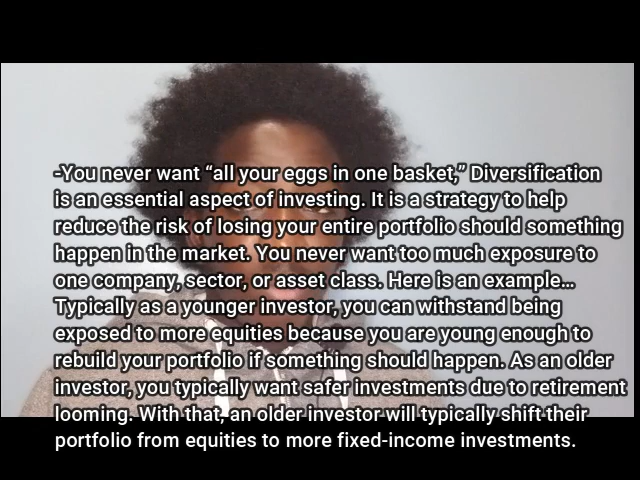 -You never want “all your eggs in one basket,” Diversification
is an essential aspect of investing. It is a strategy to help
reduce the risk of losing your entire portfolio should something
happen in the market. You never want too much exposure to
one company, sector, or asset class. Here is an example...
Typically as a younger investor, you can withstand being
exposed to more equities because you are young enough to
rebuild your portfolio if something should happen. As an older
investor, you typically want safer investments due to retirement
looming. With that, an older investor will typically shift their
portfolio from equities to more fixed-income investments.